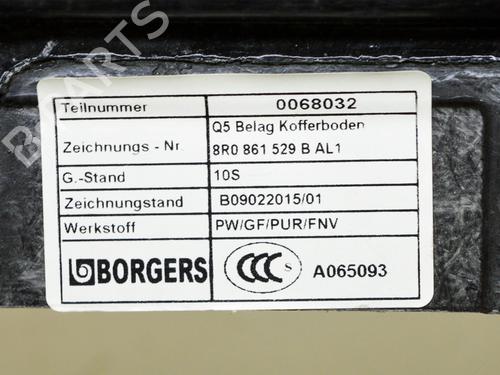 Teilnummer 0068032
Q5 Belag Kofferboden
Zeichnungs - Nr. 8R0 861 529 B AL1
G.-Stand 10S
Zeichnungstand B09022015/01
Werkstoff PW/GF/PUR/FNV
BORGERS CCC S A065093